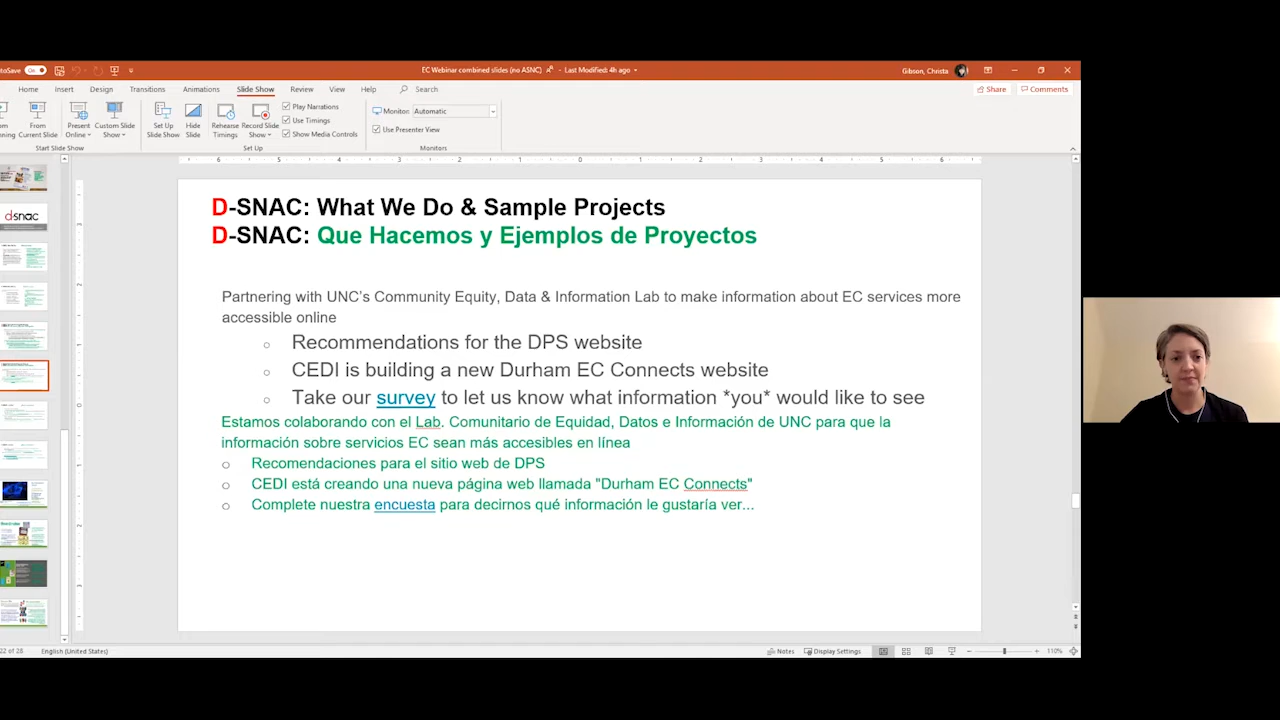 AutoSave On
EC Webinar combined slides (no ASNC) - Last Modified: 4h ago
Gibson, Christa
Home Insert Design Transitions Animations Slide Show Review View Help Search
Share Comments
From Current Slide
Present Online
Custom Slide Show
Set Up Slide Show
Hide Slide
Rehearse Timings
Record Slide Show
Play Narrations
Use Timings
Show Media Controls
Monitor: Automatic
Use Presenter View
Start Slide Show
Set Up
Monitors
d-snac
D-SNAC: What We Do & Sample Projects
D-SNAC: Que Hacemos y Ejemplos de Proyectos
Partnering with UNC's Community Equity, Data & Information Lab to make information about EC services more
accessible online
○ Recommendations for the DPS website
○ CEDI is building a new Durham EC Connects website
○ Take our survey to let us know what information *you* would like to see
Estamos colaborando con el Lab. Comunitario de Equidad, Datos e Información de UNC para que la
información sobre servicios EC sean más accesibles en línea
○ Recomendaciones para el sitio web de DPS
○ CEDI está creando una nueva página web llamada "Durham EC Connects"
○ Complete nuestra encuesta para decirnos qué información le gustaría ver...
22 of 28 English (United States)
Notes Display Settings 110%